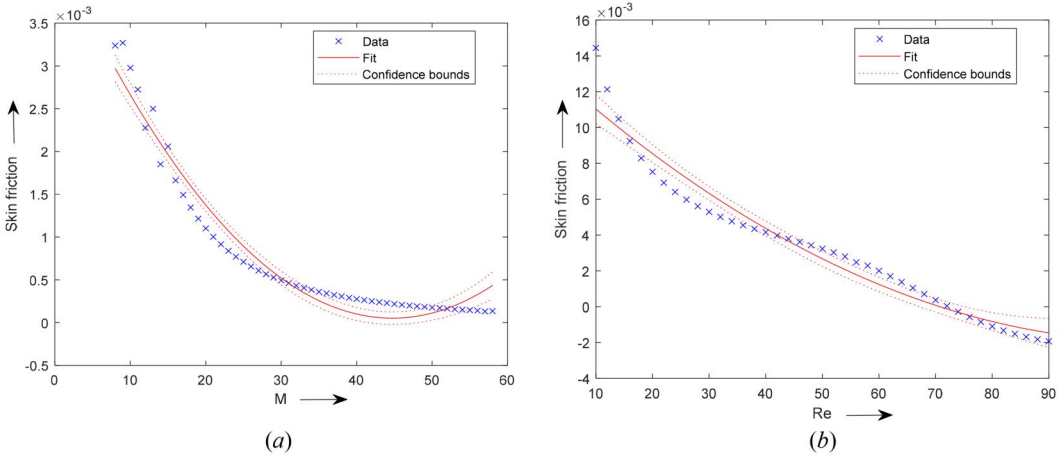 ×10⁻³
3.5
3
2.5
2
1.5
1
0.5
0
-0.5
Skin friction
0 10 20 30 40 50 60
M
Data
Fit
Confidence bounds
(a)
×10⁻³
16
14
12
10
8
6
4
2
0
-2
-4
Skin friction
10 20 30 40 50 60 70 80 90
Re
Data
Fit
Confidence bounds
(b)